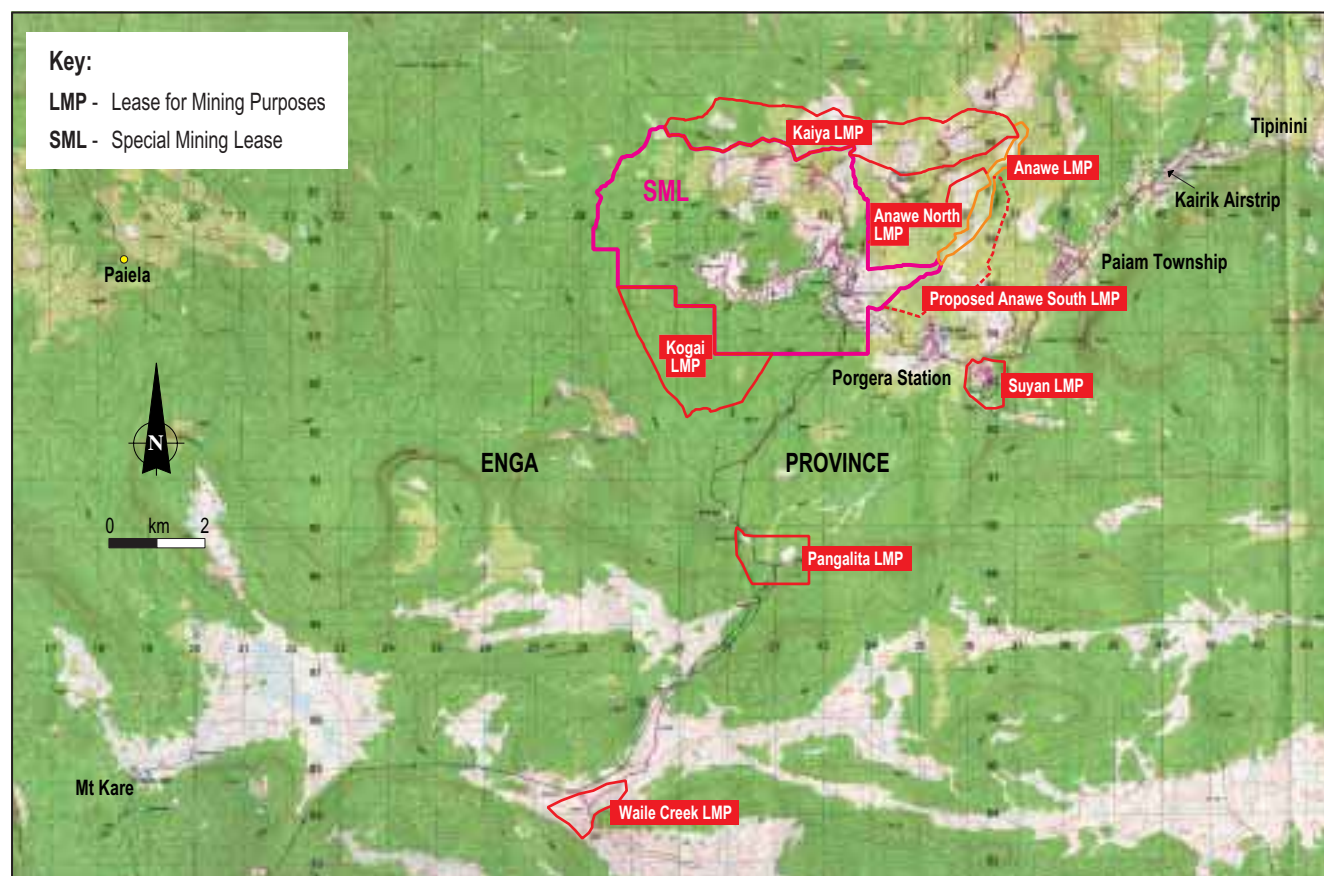 Key:
LMP - Lease for Mining Purposes
SML - Special Mining Lease
Tipinini
Kaiya LMP
Anawe LMP
SML
Kairik Airstrip
Anawe North
LMP
Paiam Township
Paiela
Proposed Anawe South LMP
Kogai
LMP
Porgera Station
Suyan LMP
N
ENGA PROVINCE
0 km 2
Pangalita LMP
Mt Kare
Waile Creek LMP